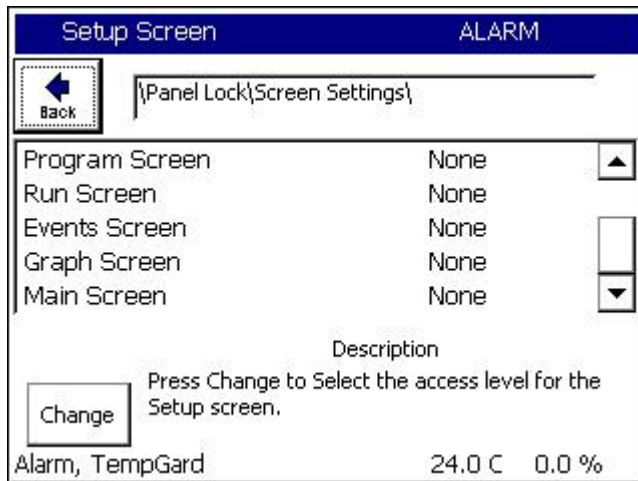 Setup Screen ALARM
Back
\Panel Lock\Screen Settings\
Program Screen None
Run Screen None
Events Screen None
Graph Screen None
Main Screen None
Description
Press Change to Select the access level for the
Setup screen.
Change
Alarm, TempGard 24.0 C 0.0 %